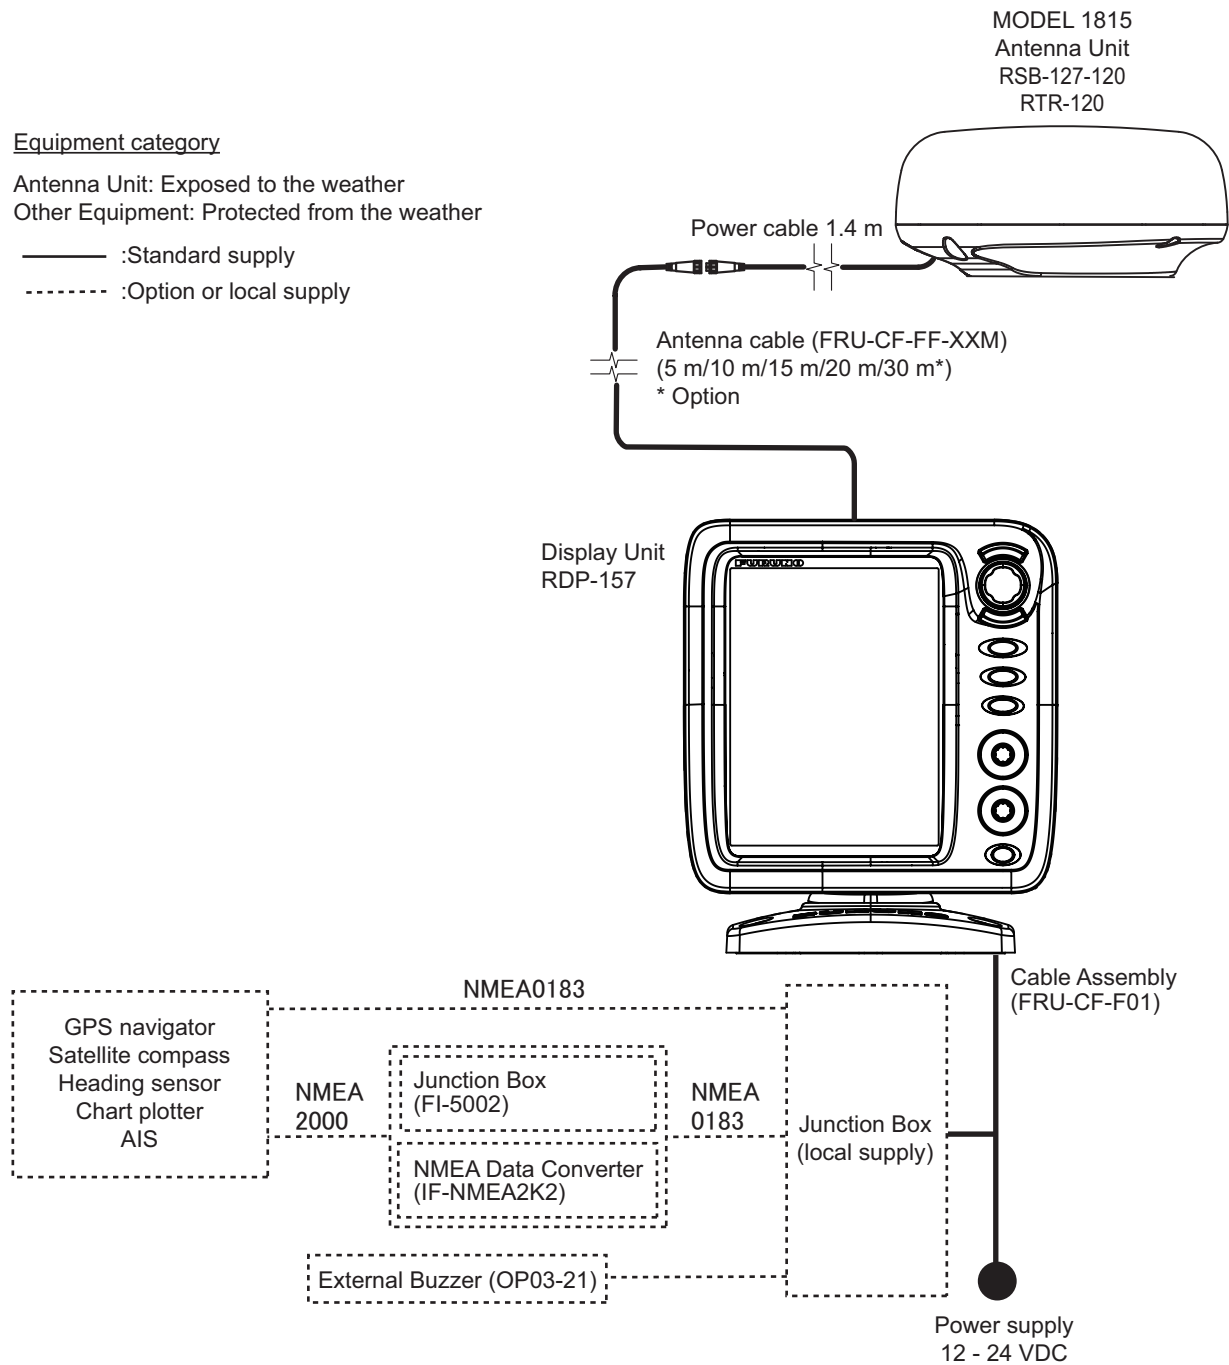 MODEL 1815
Antenna Unit
RSB-127-120
RTR-120
Equipment category
Antenna Unit: Exposed to the weather
Other Equipment: Protected from the weather
:Standard supply
:Option or local supply
Power cable 1.4 m
Antenna cable (FRU-CF-FF-XXM)
(5 m/10 m/15 m/20 m/30 m*)
* Option
Display Unit
RDP-157
FURUNO
Cable Assembly
(FRU-CF-F01)
NMEA0183
GPS navigator
Satellite compass
Heading sensor
Chart plotter
AIS
NMEA
2000
Junction Box
(FI-5002)
NMEA Data Converter
(IF-NMEA2K2)
NMEA
0183
Junction Box
(local supply)
External Buzzer (OP03-21)
Power supply
12 - 24 VDC